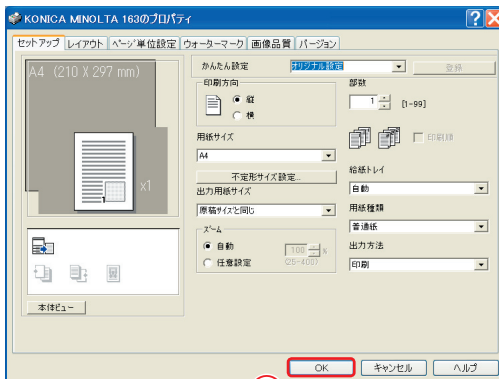 KONICA MINOLTA 163のプロパティ
セットアップ レイアウト ページ単位設定 ウォーターマーク 画像品質 バージョン
A4 (210 X 297 mm)
x1
本体ビュー
かんたん設定 オリジナル設定 登録
印刷方向
縦
横
部数
1 [1-99]
印刷順
用紙サイズ
A4
不定形サイズ設定...
出力用紙サイズ
原稿サイズと同じ
ズーム
自動
任意設定
100 x
(25-400)
給紙トレイ
自動
用紙種類
普通紙
出力方法
印刷
OK キャンセル ヘルプ